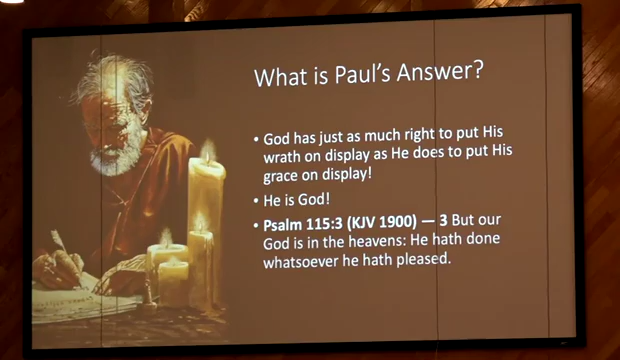 What is Paul's Answer?
• God has just as much right to put His
wrath on display as He does to put His
grace on display!
• He is God!
• Psalm 115:3 (KJV 1900) — 3 But our
God is in the heavens: He hath done
whatsoever he hath pleased.